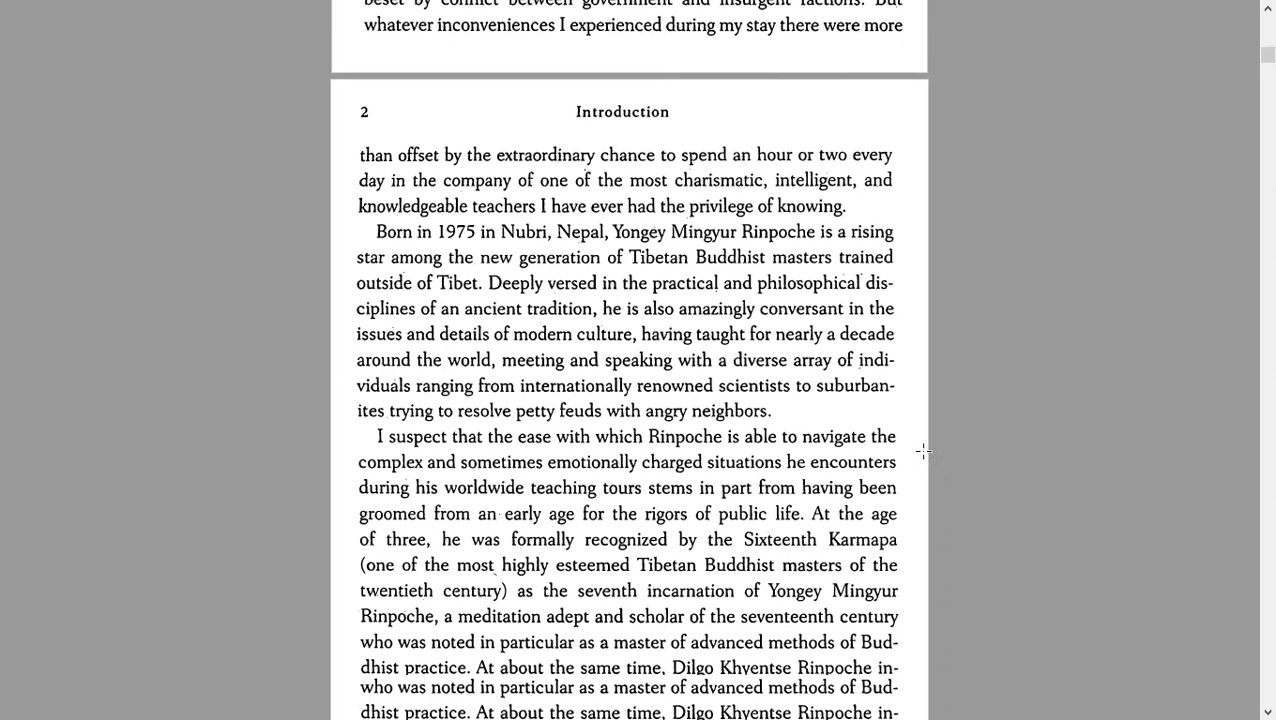 beset by conflict between government and insurgent factions. But
whatever inconveniences I experienced during my stay there were more
2 Introduction
than offset by the extraordinary chance to spend an hour or two every
day in the company of one of the most charismatic, intelligent, and
knowledgeable teachers I have ever had the privilege of knowing.
Born in 1975 in Nubri, Nepal, Yongey Mingyur Rinpoche is a rising
star among the new generation of Tibetan Buddhist masters trained
outside of Tibet. Deeply versed in the practical and philosophical dis-
ciplines of an ancient tradition, he is also amazingly conversant in the
issues and details of modern culture, having taught for nearly a decade
around the world, meeting and speaking with a diverse array of indi-
viduals ranging from internationally renowned scientists to suburban-
ites trying to resolve petty feuds with angry neighbors.
I suspect that the ease with which Rinpoche is able to navigate the
complex and sometimes emotionally charged situations he encounters
during his worldwide teaching tours stems in part from having been
groomed from an early age for the rigors of public life. At the age
of three, he was formally recognized by the Sixteenth Karmapa
(one of the most highly esteemed Tibetan Buddhist masters of the
twentieth century) as the seventh incarnation of Yongey Mingyur
Rinpoche, a meditation adept and scholar of the seventeenth century
who was noted in particular as a master of advanced methods of Bud-
dhist practice. At about the same time, Dilgo Khyentse Rinpoche in-
who was noted in particular as a master of advanced methods of Bud-
dhist practice. At about the same time, Dilgo Khyentse Rinpoche in-